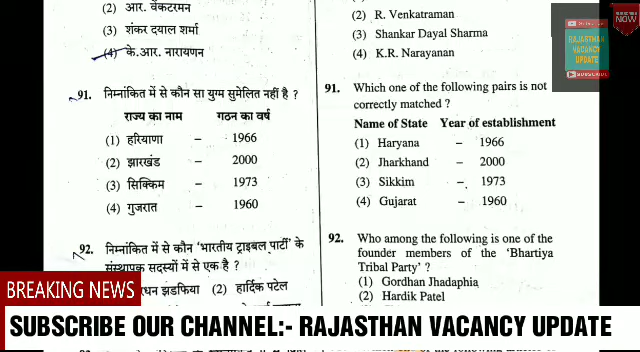 (2) आर. वेंकटरमन
(3) शंकर दयाल शर्मा
(4) के.आर. नारायणन
91. निम्नांकित में से कौन सा युग्म सुमेलित नहीं है ?
राज्य का नाम गठन का वर्ष
(1) हरियाणा – 1966
(2) झारखंड – 2000
(3) सिक्किम – 1973
(4) गुजरात – 1960
92. निम्नांकित में से कौन 'भारतीय ट्राइबल पार्टी' के
संस्थापक सदस्यों में से एक है ?
झडफिया (2) हार्दिक पटेल
(2) R. Venkatraman
(3) Shankar Dayal Sharma
(4) K.R. Narayanan
91. Which one of the following pairs is not
correctly matched ?
Name of State Year of establishment
(1) Haryana – 1966
(2) Jharkhand – 2000
(3) Sikkim – 1973
(4) Gujarat – 1960
92. Who among the following is one of the
founder members of the 'Bhartiya
Tribal Party' ?
(1) Gordhan Jhadaphia
(2) Hardik Patel
RAJASTHAN
VACANCY
UPDATE
SUBSCRIBE
BREAKING NEWS
SUBSCRIBE OUR CHANNEL:- RAJASTHAN VACANCY UPDATE